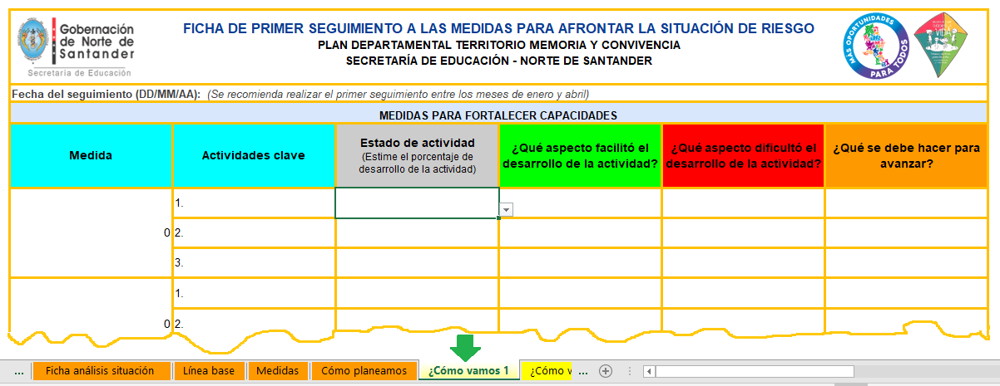 Gobernación
de Norte de
Santander
Secretaría de Educación
FICHA DE PRIMER SEGUIMIENTO A LAS MEDIDAS PARA AFRONTAR LA SITUACIÓN DE RIESGO
PLAN DEPARTAMENTAL TERRITORIO MEMORIA Y CONVIVENCIA
SECRETARÍA DE EDUCACIÓN - NORTE DE SANTANDER
MÁS OPORTUNIDADES
PARA TODOS
VIDA
Fecha del seguimiento (DD/MM/AA): (Se recomienda realizar el primer seguimiento entre los meses de enero y abril)
MEDIDAS PARA FORTALECER CAPACIDADES
Medida
Actividades clave
Estado de actividad
(Estime el porcentaje de
desarrollo de la actividad)
¿Qué aspecto facilitó el
desarrollo de la actividad?
¿Qué aspecto dificultó el
desarrollo de la actividad?
¿Qué se debe hacer para
avanzar?
1.
0 2.
3.
1.
0 2.
... Ficha análisis situación Línea base Medidas Cómo planeamos ¿Cómo vamos 1 ¿Cómo v ...